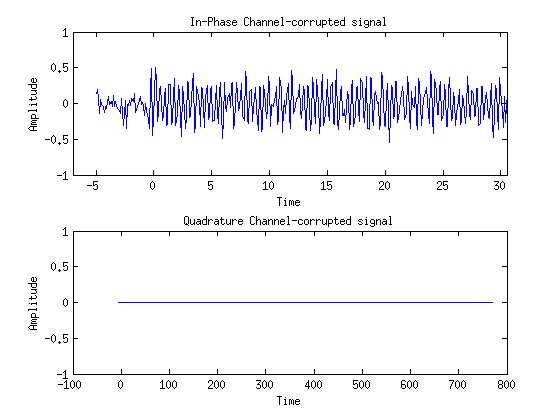 In-Phase Channel-corrupted signal
1
0.5
0
-0.5
-1
Amplitude
-5 0 5 10 15 20 25 30
Time
Quadrature Channel-corrupted signal
1
0.5
0
-0.5
-1
Amplitude
-100 0 100 200 300 400 500 600 700 800
Time